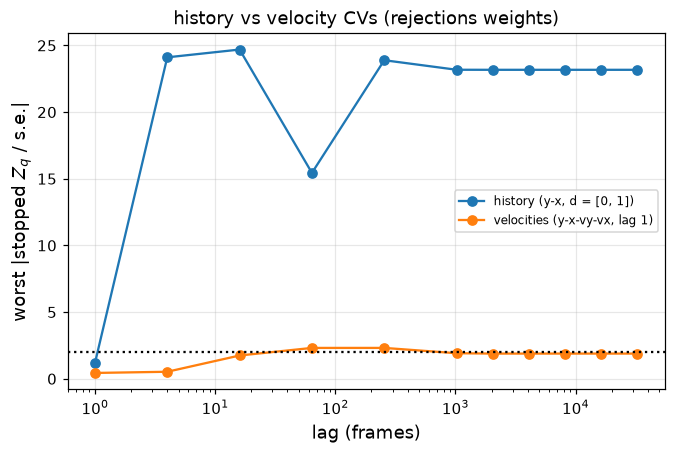 history vs velocity CVs (rejections weights)
worst |stopped Z_q / s.e.|
25
20
15
10
5
0
history (y-x, d = [0, 1])
velocities (y-x-vy-vx, lag 1)
10^0
10^1
10^2
10^3
10^4
lag (frames)